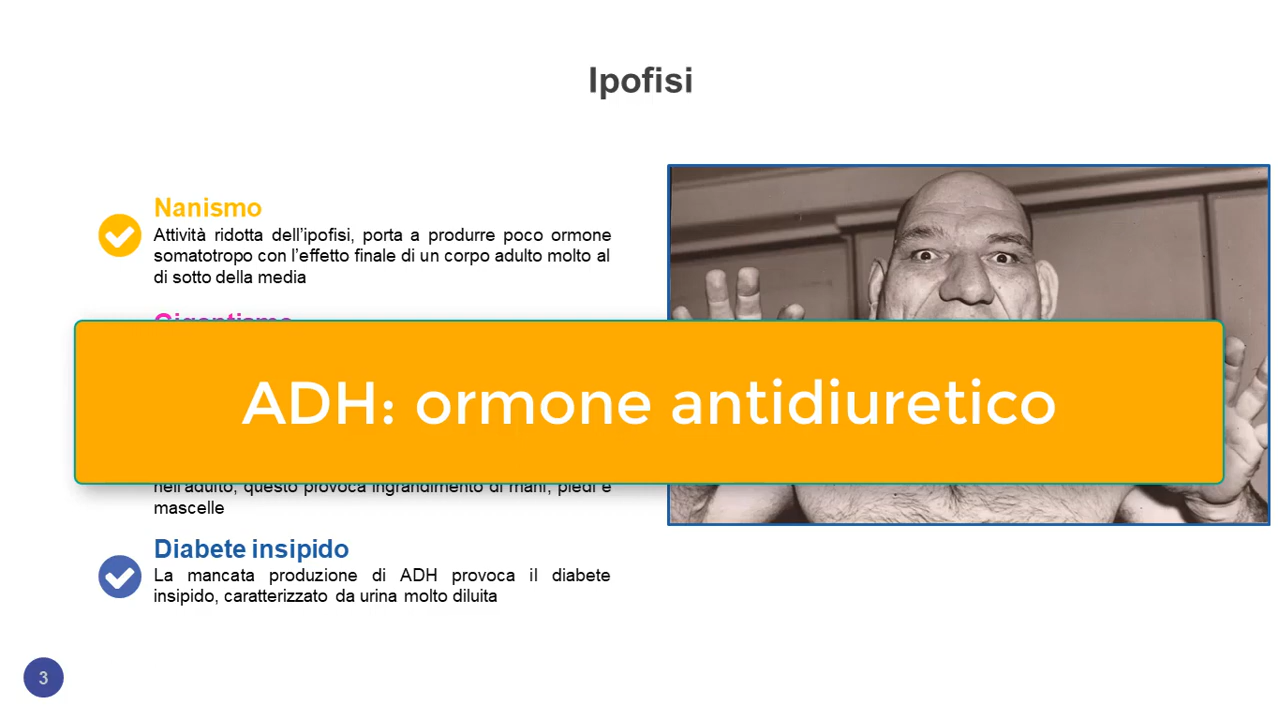 Ipofisi
Nanismo
Attività ridotta dell’ipofisi, porta a produrre poco ormone
somatotropo con l’effetto finale di un corpo adulto molto al
di sotto della media
Gigantismo
ADH: ormone antidiuretico
nell’adulto, questo provoca ingrandimento di mani, piedi e
mascelle
Diabete insipido
La mancata produzione di ADH provoca il diabete
insipido, caratterizzato da urina molto diluita
3